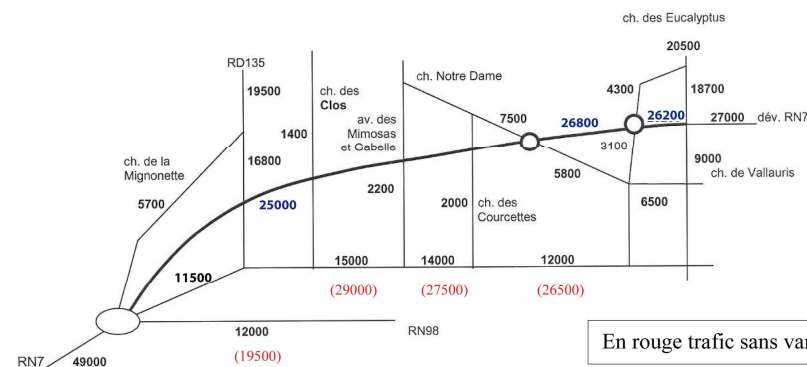 ch. des Eucalyptus
20500
RD135
ch. Notre Dame
19500
ch. des
Clos
4300
18700
av. des
Mimosas
et Gabelle
7500
26800
26200
27000
dév. RN7
1400
ch. de la
Mignonette
16800
3100
9000
5800
ch. de Vallauris
5700
25000
2200
2000
ch. des
Courcettes
6500
11500
15000
14000
12000
(29000)
(27500)
(26500)
12000
RN98
(19500)
RN7
49000
En rouge trafic sans